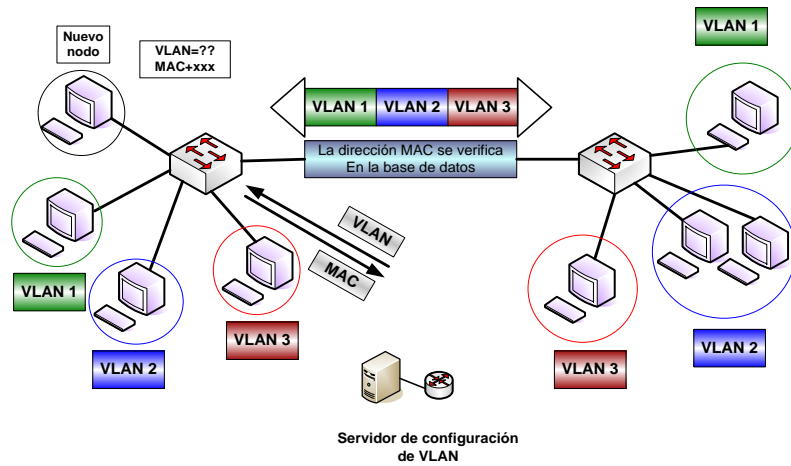 Nuevo
nodo
VLAN=??
MAC+xxx
VLAN 1
VLAN 1 VLAN 2 VLAN 3
La dirección MAC se verifica
En la base de datos
VLAN
MAC
VLAN 1
VLAN 2
VLAN 3
VLAN 3
VLAN 2
Servidor de configuración
de VLAN